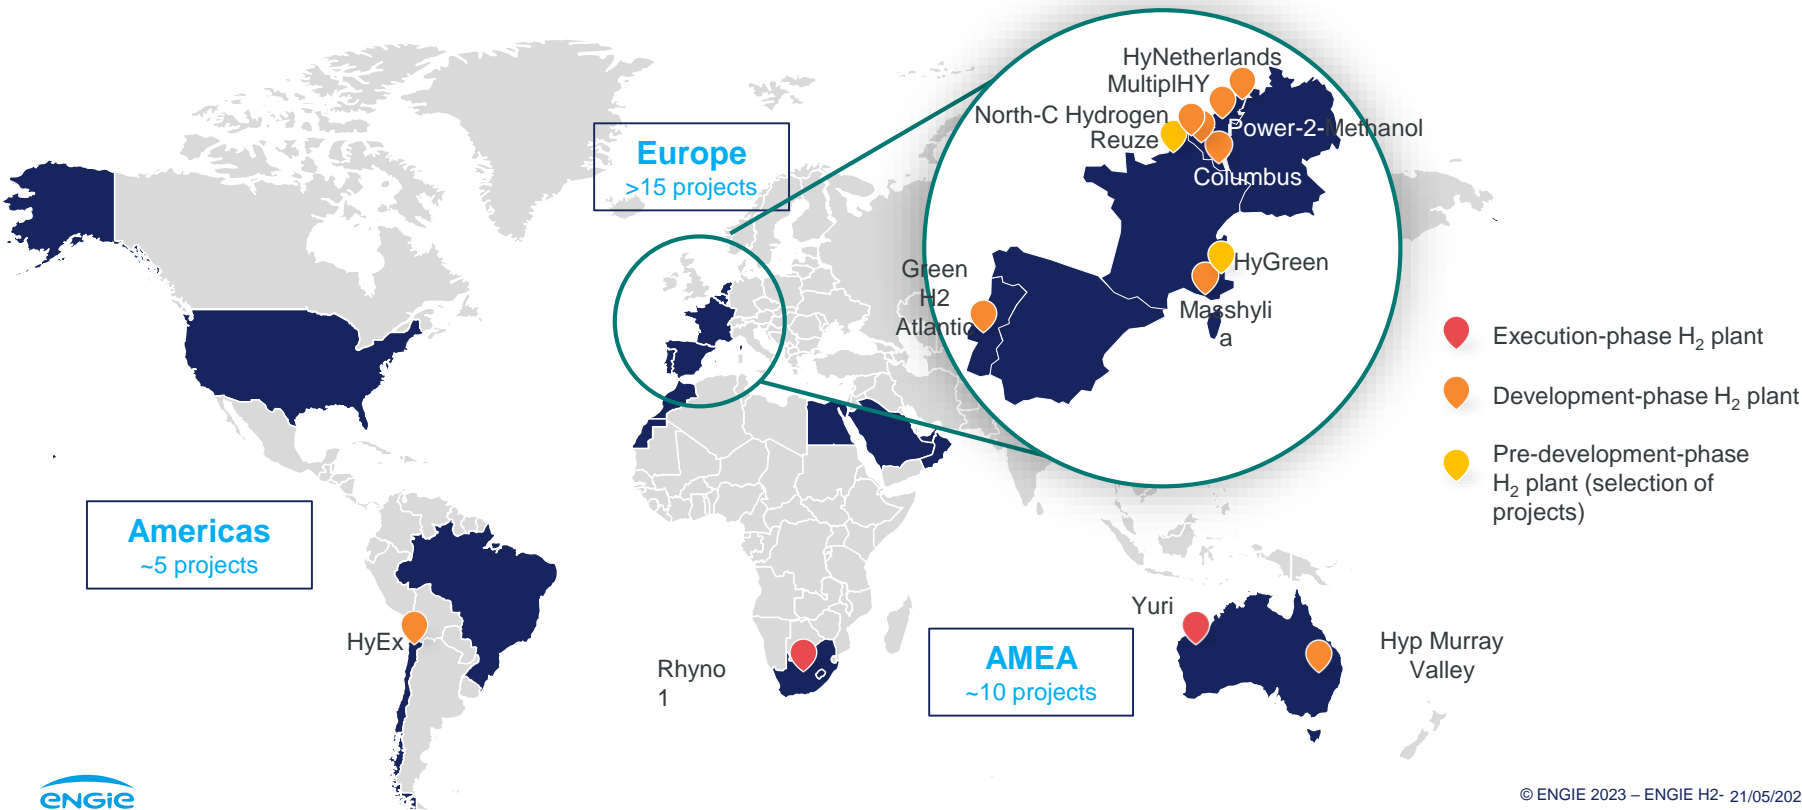 HyNetherlands
MultiplHY
North-C Hydrogen
Power-2-Methanol
Reuze
Columbus
Europe
>15 projects
HyGreen
Green
H2
Atlantic
Masshyli
a
Execution-phase H₂ plant
Development-phase H₂ plant
Pre-development-phase
H₂ plant (selection of
projects)
Americas
~5 projects
HyEx
Rhyno
1
AMEA
~10 projects
Yuri
Hyp Murray
Valley
ENGIE
© ENGIE 2023 – ENGIE H2- 21/05/202